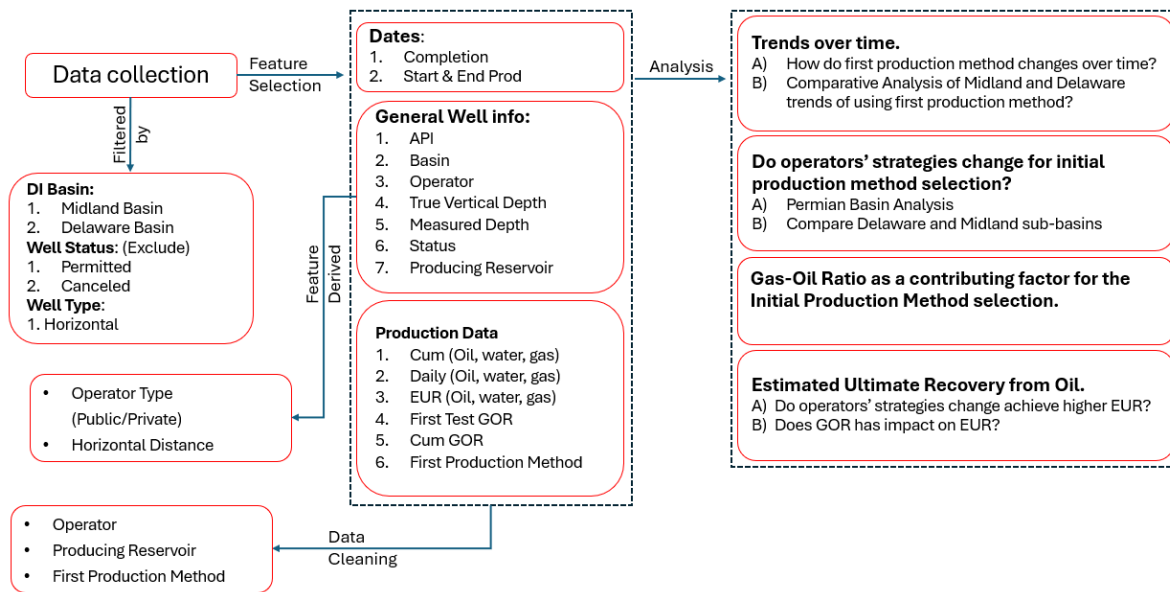 Data collection
Feature
Selection
Filtered
by
DI Basin:
1. Midland Basin
2. Delaware Basin
Well Status: (Exclude)
1. Permitted
2. Canceled
Well Type:
1. Horizontal
Dates:
1. Completion
2. Start & End Prod
General Well info:
1. API
2. Basin
3. Operator
4. True Vertical Depth
5. Measured Depth
6. Status
7. Producing Reservoir
Feature
Derived
• Operator Type
(Public/Private)
• Horizontal Distance
Production Data
1. Cum (Oil, water, gas)
2. Daily (Oil, water, gas)
3. EUR (Oil, water, gas)
4. First Test GOR
5. Cum GOR
6. First Production Method
Data
Cleaning
• Operator
• Producing Reservoir
• First Production Method
Analysis
Trends over time.
A) How do first production method changes over time?
B) Comparative Analysis of Midland and Delaware
trends of using first production method?
Do operators’ strategies change for initial
production method selection?
A) Permian Basin Analysis
B) Compare Delaware and Midland sub-basins
Gas-Oil Ratio as a contributing factor for the
Initial Production Method selection.
Estimated Ultimate Recovery from Oil.
A) Do operators’ strategies change achieve higher EUR?
B) Does GOR has impact on EUR?